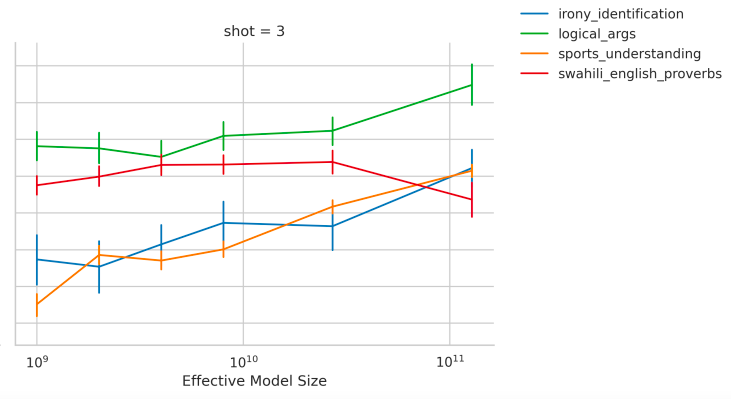 shot = 3
irony_identification
logical_args
sports_understanding
swahili_english_proverbs
10⁹ 10¹⁰ 10¹¹
Effective Model Size